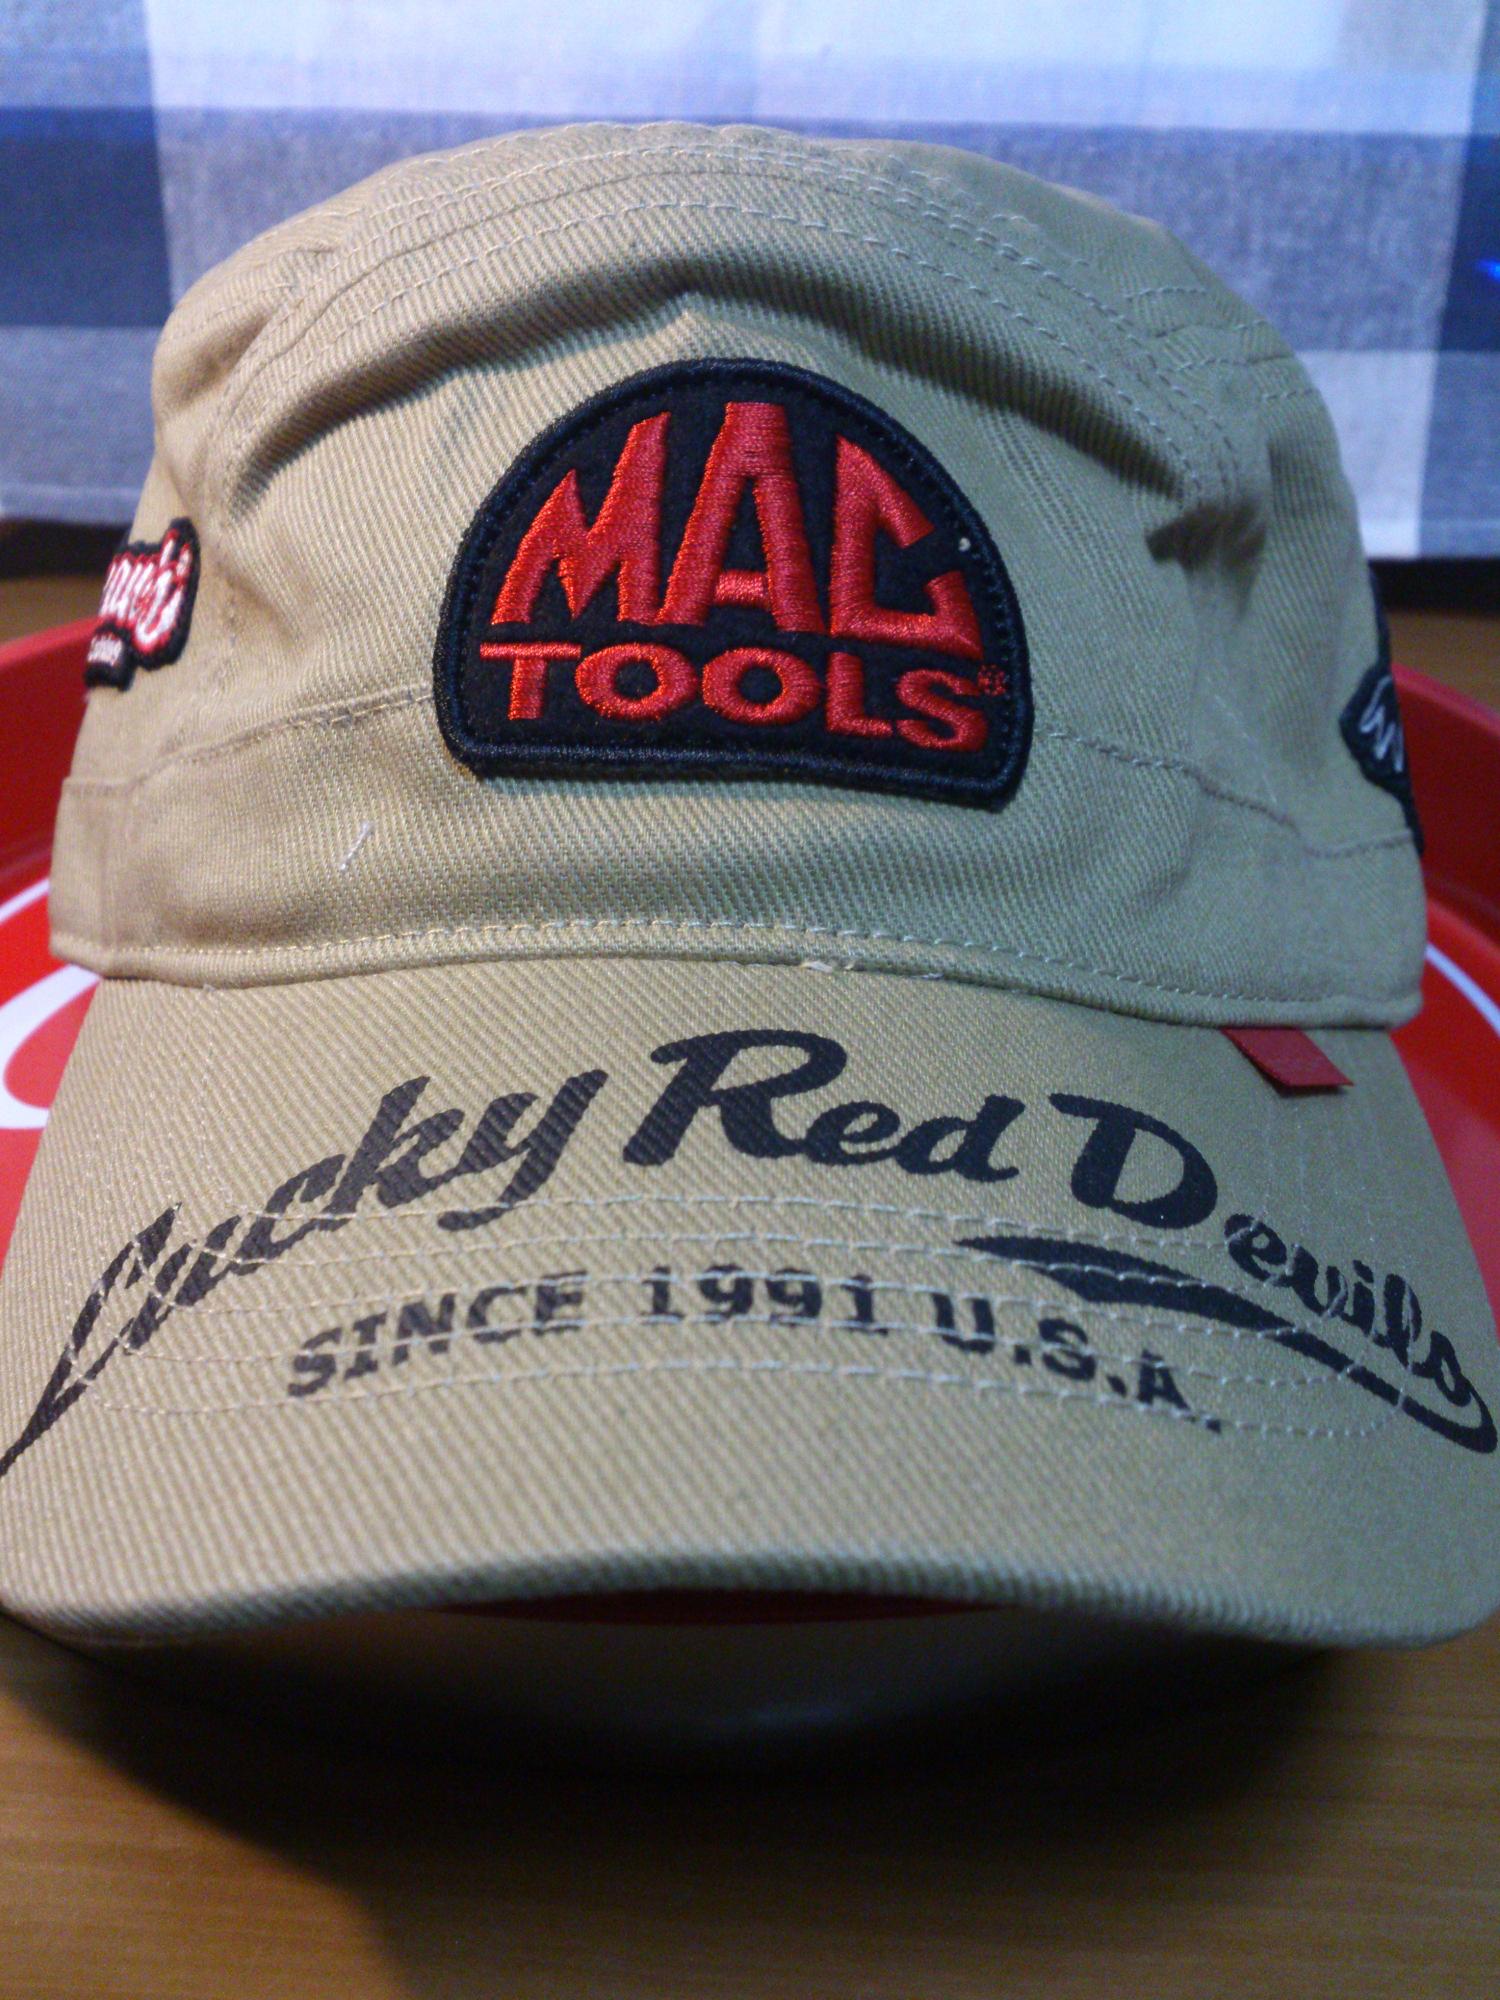 MAC
TOOLS®
Lucky Red Devils
SINCE 1991 U.S.A.